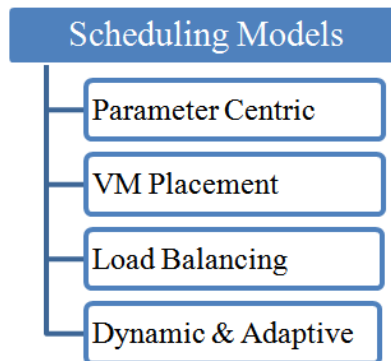 Scheduling Models
Parameter Centric
VM Placement
Load Balancing
Dynamic & Adaptive